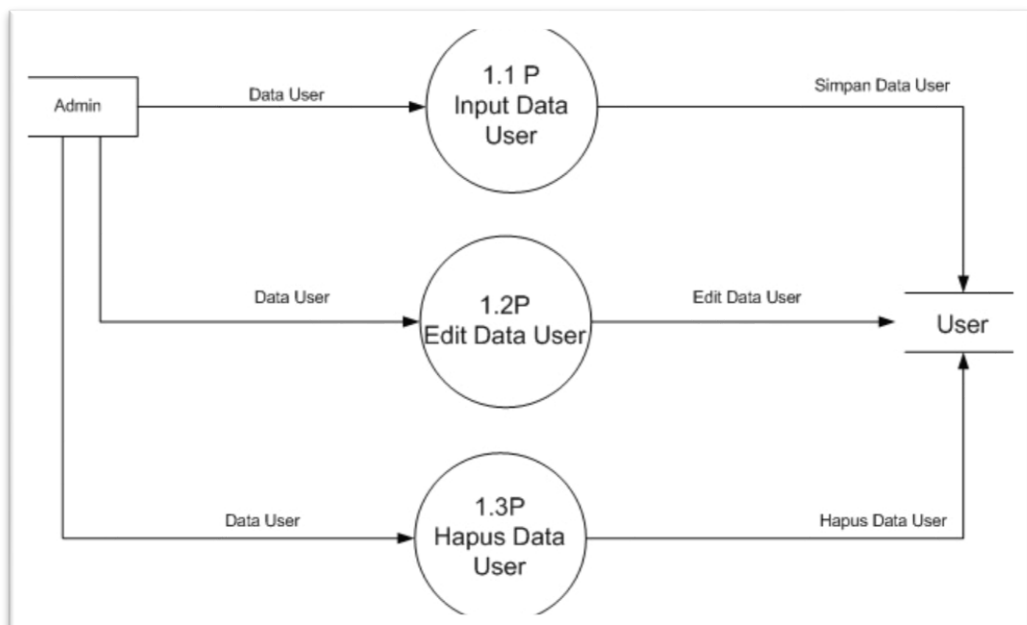 Admin
Data User
1.1 P
Input Data
User
Simpan Data User
Data User
1.2P
Edit Data User
Edit Data User
User
Data User
1.3P
Hapus Data
User
Hapus Data User